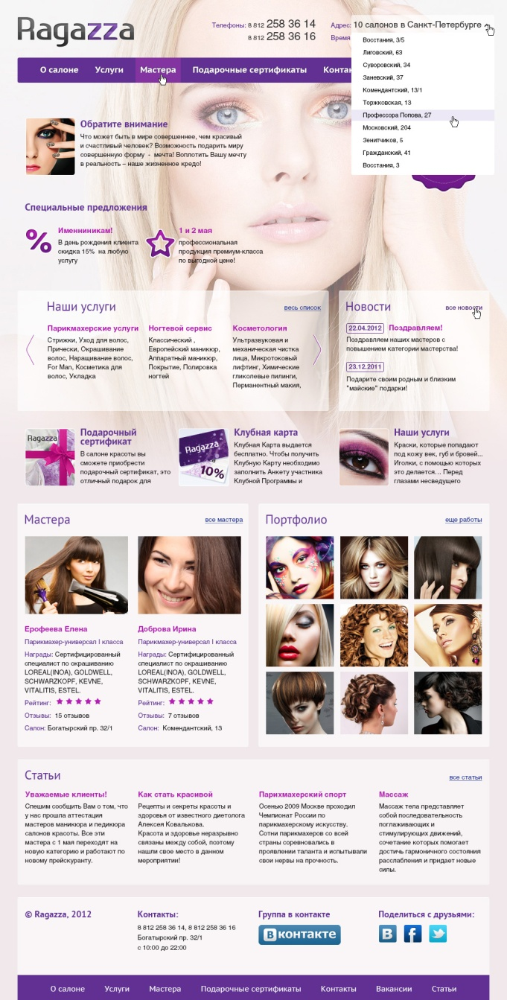 Ragazza
Телефоны: 8 812 258 36 14
8 812 258 36 16
Адрес: 10 салонов в Санкт-Петербурге
Время
Восстания, 3/5
Лиговский, 63
Суворовский, 34
Заневский, 37
Комендантский, 13/1
Торжковская, 13
Профессора Попова, 27
Московский, 204
Зенитчиков, 5
Гражданский, 41
Восстания, 3
О салоне Услуги Мастера Подарочные сертификаты Контак
Обратите внимание
Что может быть в мире совершеннее, чем красивый
и счастливый человек? Возможность подарить миру
совершенную форму - мечта! Воплотить Вашу мечту
в реальность – наше жизненное кредо!
Специальные предложения
Имениникам!
В день рождения клиента
скидка 15% на любую
услугу
1 и 2 мая
профессиональная
продукция премиум-класса
по выгодной цене!
Наши услуги
весь список
Парикмахерские услуги
Стрижки, Уход для волос,
Прически, Окрашивание
волос, Наращивание волос,
For Man, Косметика для
волос, Укладка
Ногтевой сервис
Классический ,
Европейский маникюр,
Аппаратный маникюр,
Покрытие, Полировка
ногтей
Косметология
Ультразвуковая и
механическая чистка
лица, Микротоковый
лифтинг, Химические
гликолевые пилинги,
Перманентный макия,
Новости
все новости
22.04.2012 Поздравляем!
Поздравляем наших мастеров с
повышением категории мастерства!
23.12.2011
Подарите своим родным и близким
"майские" подарки!
Ragazza
Подарочный
сертификат
В салоне красоты вы
сможете приобрести
подарочный сертификат, это
отличный подарок для
Ragazza
10%
Клубная карта
Клубная Карта выдается
бесплатно. Чтобы получить
Клубную Карту необходимо
заполнить Анкету участника
Клубной Программы и
Наши услуги
Краски, которые попадают
под кожу век, губ и бровей...
Иголки, с помощью которых
это делается... Перед
глазами несведущего
Мастера
все мастера
Ерофеева Елена
Парикмахер-универсал I класса
Награды: Сертифицированный
специалист по окрашиванию
LOREAL(INOA), GOLDWELL,
SCHWARZKOPF, KEVNE,
VITALITIS, ESTEL.
Рейтинг:
Отзывы: 15 отзывов
Салон: Богатырский пр. 32/1
Доброва Ирина
Парикмахер-универсал I класса
Награды: Сертифицированный
специалист по окрашиванию
LOREAL(INOA), GOLDWELL,
SCHWARZKOPF, KEVNE,
VITALITIS, ESTEL.
Рейтинг:
Отзывы: 7 отзывов
Салон: Комендантский, 13
Портфолио
еще работы
Статьи
все статьи
Уважаемые клиенты!
Спешим сообщить Вам о том, что
у нас прошла аттестация
мастеров маникюра и педикюра
салонов красоты. Все эти
мастера с 1 мая переходят на
новую категорию и работают по
новому прейскуранту.
Как стать красивой
Рецепты и секреты красоты и
здоровья от известного диетолога
Алексея Ковалькова.
Красота и здоровье неразрывно
связаны между собой, поэтому
нашли свое место в данном
мероприятии!
Парихмахерский спорт
Осенью 2009 Москве проходил
Чемпионат России по
парикмахерскому искусству.
Сотни парикмахеров со всей
страны соревновались в
проявлении таланта и испытывали
свои нервы на прочность.
Массаж
Массаж тела представляет
собой последовательность
поглаживающих и
стимулирующих движений,
сочетание которых помогает
достичь гармоничного состояния
расслабления и придает новые
силы.
© Ragazza, 2012
Контакты:
8 812 258 36 14, 8 812 258 36 16
Богатырский пр. 32/1
с 10:00 до 22:00
Группа в контакте
В контакте
Поделиться с друзьями:
В f
О салоне Услуги Мастера Подарочные сертификаты Контакты Вакансии Статьи